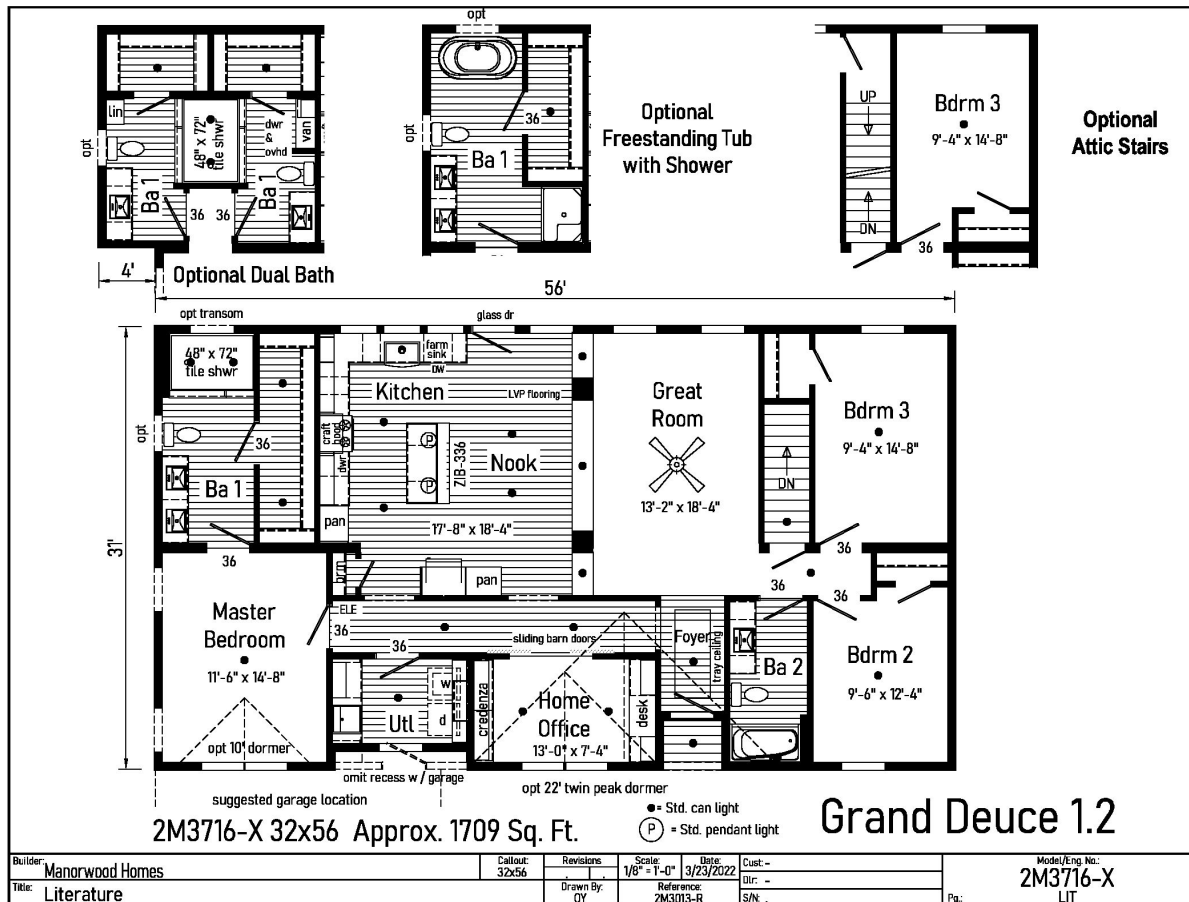 opt
lin
48" x 72"
tile shwr
dwr
&
ovhd
van
opt
Ba 1
36
36
Ba 1
4'
Optional Dual Bath
opt
opt
36
Ba 1
Optional
Freestanding Tub
with Shower
UP
DN
Bdrm 3
9'-4" x 14'-8"
36
Optional
Attic Stairs
56'
31'
opt transom
glass dr
48" x 72"
tile shwr
farm
sink
DW
Kitchen
LVP flooring
Great
Room
Bdrm 3
9'-4" x 14'-8"
opt
36
craft
hood
dwr
P
P
ZIB-336
Nook
13'-2" x 18'-4"
DN
Ba 1
pan
17'-8" x 18'-4"
36
36
brm
pan
36
36
Master
Bedroom
11'-6" x 14'-8"
ELE
36
36
sliding barn doors
Foyer
tray ceiling
Ba 2
Bdrm 2
9'-6" x 12'-4"
w
d
Utl
credenza
Home
Office
13'-0" x 7'-4"
desk
opt 10' dormer
omit recess w / garage
suggested garage location
opt 22' twin peak dormer
2M3716-X 32x56 Approx. 1709 Sq. Ft.
= Std. can light
P = Std. pendant light
Grand Deuce 1.2
Builder: Manorwood Homes
Callout: 32x56
Revisions
Scale: 1/8" = 1'-0"
Date: 3/23/2022
Cust: -
Dlr: -
S/N: .
Model/Eng. No.:
2M3716-X
Title: Literature
Drawn By: OY
Reference: 2M3013-R
Pg.: LIT